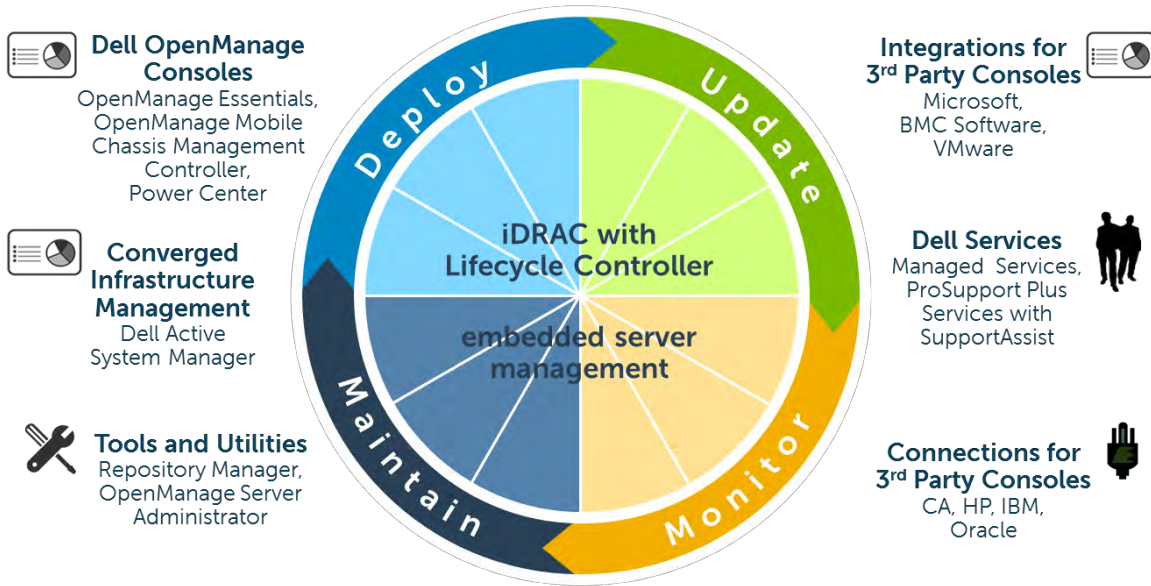 Dell OpenManage
Consoles
OpenManage Essentials,
OpenManage Mobile
Chassis Management
Controller,
Power Center
Converged
Infrastructure
Management
Dell Active
System Manager
Tools and Utilities
Repository Manager,
OpenManage Server
Administrator
Deploy
Update
Monitor
Maintain
iDRAC with
Lifecycle Controller
embedded server
management
Integrations for
3rd Party Consoles
Microsoft,
BMC Software,
VMware
Dell Services
Managed Services,
ProSupport Plus
Services with
SupportAssist
Connections for
3rd Party Consoles
CA, HP, IBM,
Oracle